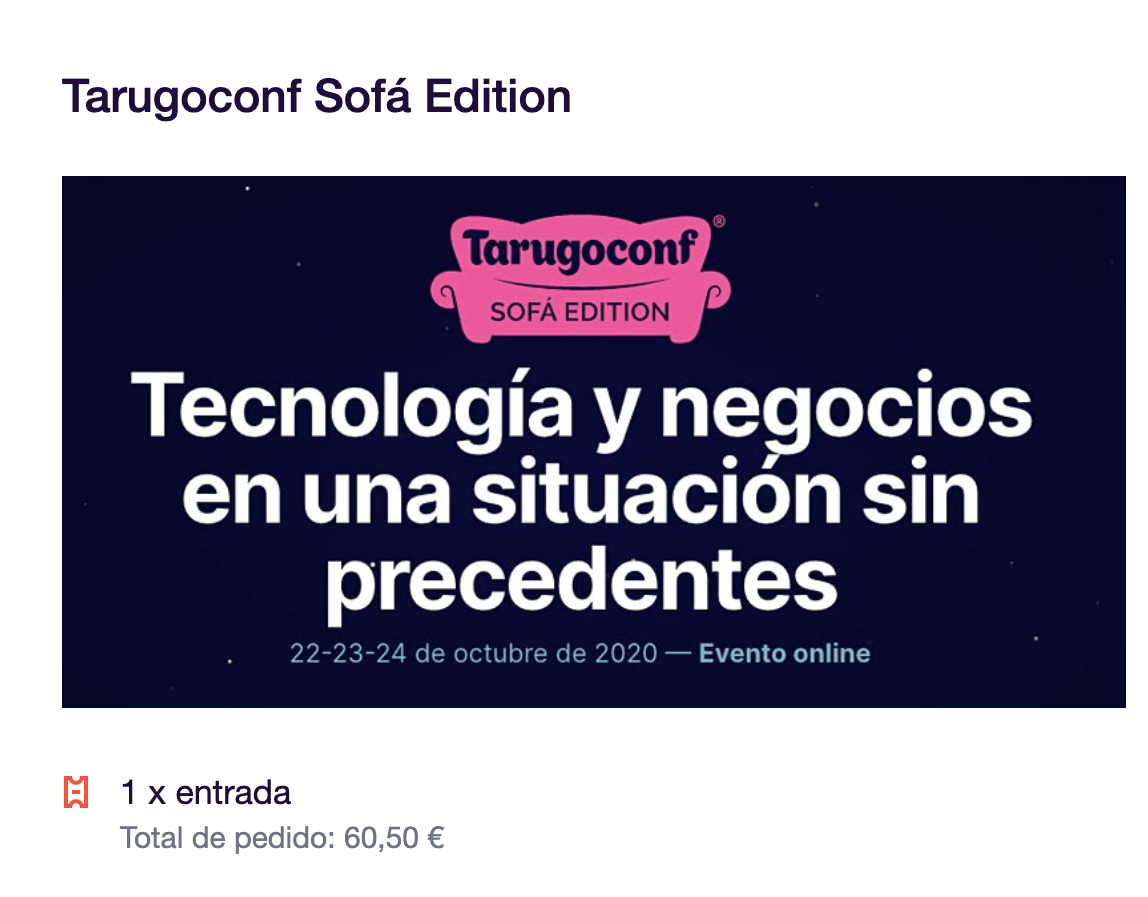 Tarugoconf Sofá Edition
Tarugoconf®
SOFÁ EDITION
Tecnología y negocios
en una situación sin
precedentes
22-23-24 de octubre de 2020 — Evento online
1 x entrada
Total de pedido: 60,50 €